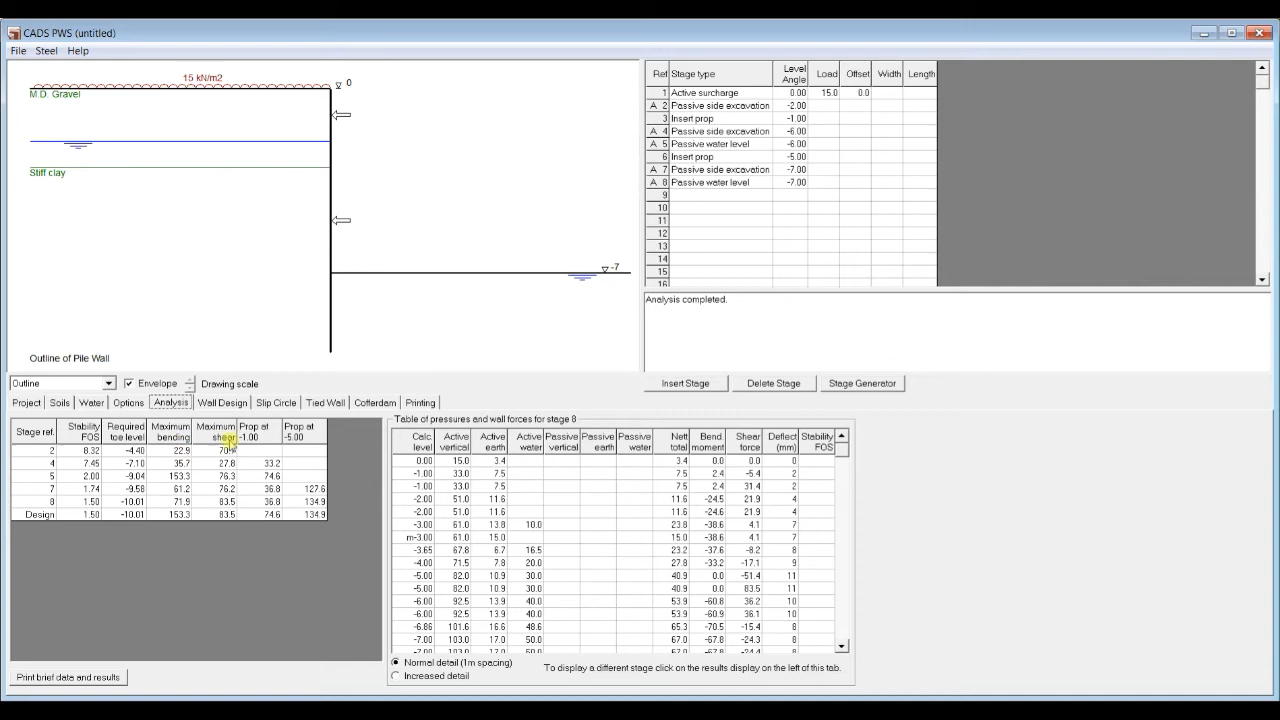 CADS PWS (untitled)
File Steel Help
15 kN/m2
0
M.D. Gravel
Stiff clay
-7
Outline of Pile Wall
Ref Stage type Level Angle Load Offset Width Length
1 Active surcharge 0.00 15.0 0.0
A 2 Passive side excavation -2.00
3 Insert prop -1.00
A 4 Passive side excavation -6.00
A 5 Passive water level -6.00
6 Insert prop -5.00
A 7 Passive side excavation -7.00
A 8 Passive water level -7.00
9
10
11
12
13
14
15
16
Analysis completed.
Outline Envelope Drawing scale
Insert Stage Delete Stage Stage Generator
Project Soils Water Options Analysis Wall Design Slip Circle Tied Wall Cofferdam Printing
Stage ref. Stability FOS Required toe level Maximum bending Maximum shear Prop at -1.00 Prop at -5.00
2 8.32 -4.40 22.9
4 7.45 -7.10 35.7 27.8 33.2
5 2.00 -9.04 153.3 76.3 74.6
7 1.74 -9.58 61.2 76.2 36.8 127.6
8 1.50 -10.01 71.9 83.5 36.8 134.9
Design 1.50 -10.01 153.3 83.5 74.6 134.9
Table of pressures and wall forces for stage 8
Calc. level Active vertical Active earth Active water Passive vertical Passive earth Passive water Nett total Bend. moment Shear force Deflect (mm) Stability FOS
0.00 15.0 3.4 3.4 0.0 0.0 0
-1.00 33.0 7.5 7.5 2.4 -5.4 2
-1.00 33.0 7.5 7.5 2.4 31.4 2
-2.00 51.0 11.6 11.6 -24.5 21.9 4
-2.00 51.0 11.6 11.6 -24.6 21.9 4
-3.00 61.0 13.8 10.0 23.8 -38.6 4.1 7
m-3.00 61.0 15.0 15.0 -38.6 4.1 7
-3.65 67.8 6.7 16.5 23.2 -37.6 -8.2 8
-4.00 71.5 7.8 20.0 27.8 -33.2 -17.1 9
-5.00 82.0 10.9 30.0 40.9 0.0 -51.4 11
-5.00 82.0 10.9 30.0 40.9 0.0 83.5 11
-6.00 92.5 13.9 40.0 53.9 -60.8 36.2 10
-6.00 92.5 13.9 40.0 53.9 -60.9 36.1 10
-6.86 101.6 16.6 48.6 65.3 -70.5 -15.4 8
-7.00 103.0 17.0 50.0 67.0 -67.8 -24.3 8
-7.00 103.0 17.0 50.0 67.0 -67.8 -24.4 8
Normal detail (1m spacing)
Increased detail
To display a different stage click on the results display on the left of this tab.
Print brief data and results